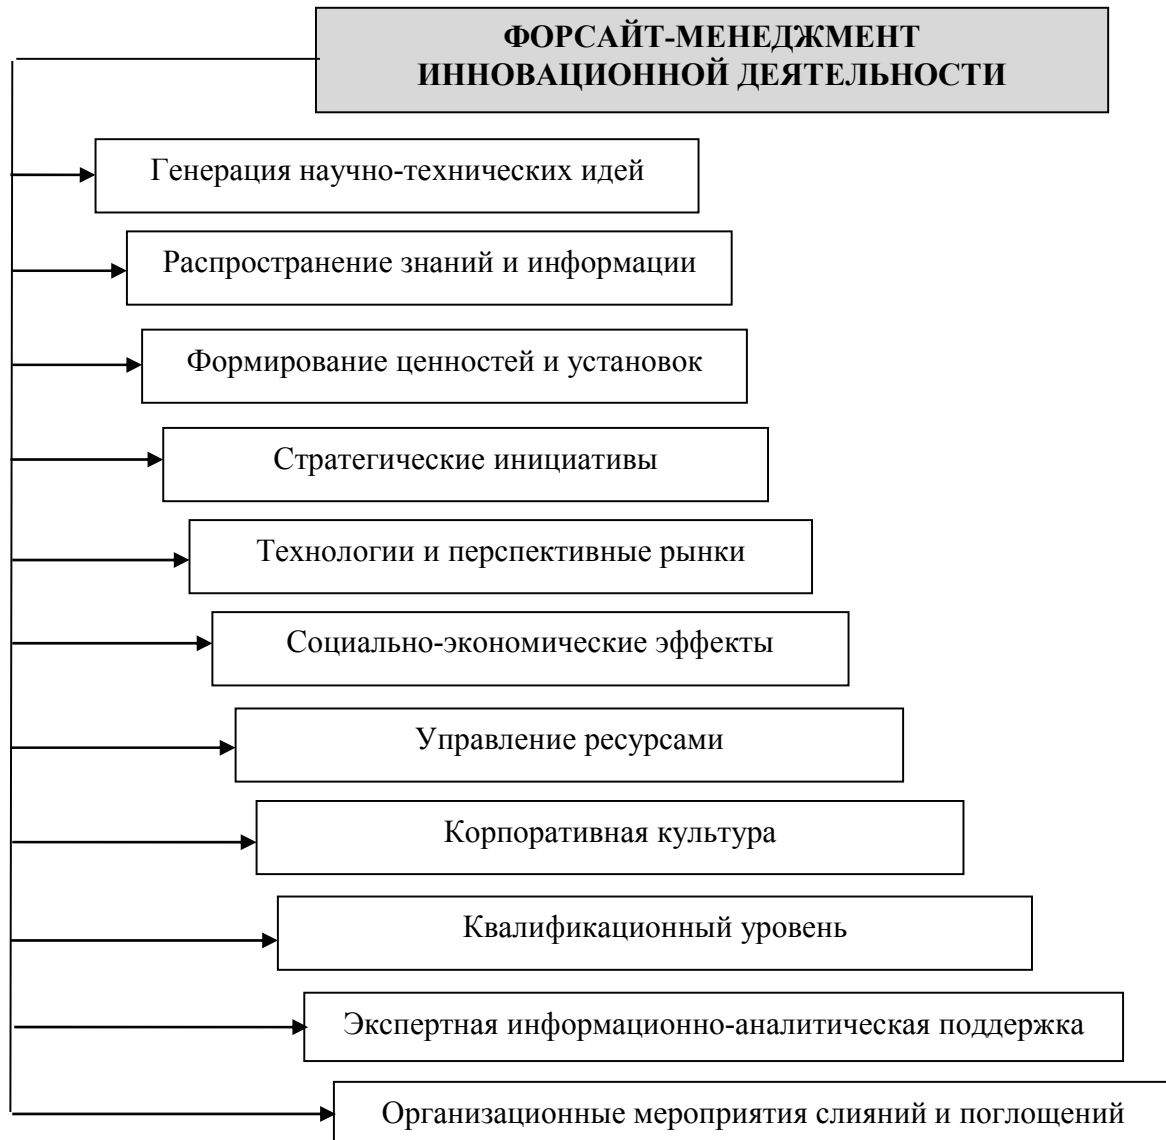 ФОРСАЙТ-МЕНЕДЖМЕНТ
ИННОВАЦИОННОЙ ДЕЯТЕЛЬНОСТИ
Генерация научно-технических идей
Распространение знаний и информации
Формирование ценностей и установок
Стратегические инициативы
Технологии и перспективные рынки
Социально-экономические эффекты
Управление ресурсами
Корпоративная культура
Квалификационный уровень
Экспертная информационно-аналитическая поддержка
Организационные мероприятия слияний и поглощений